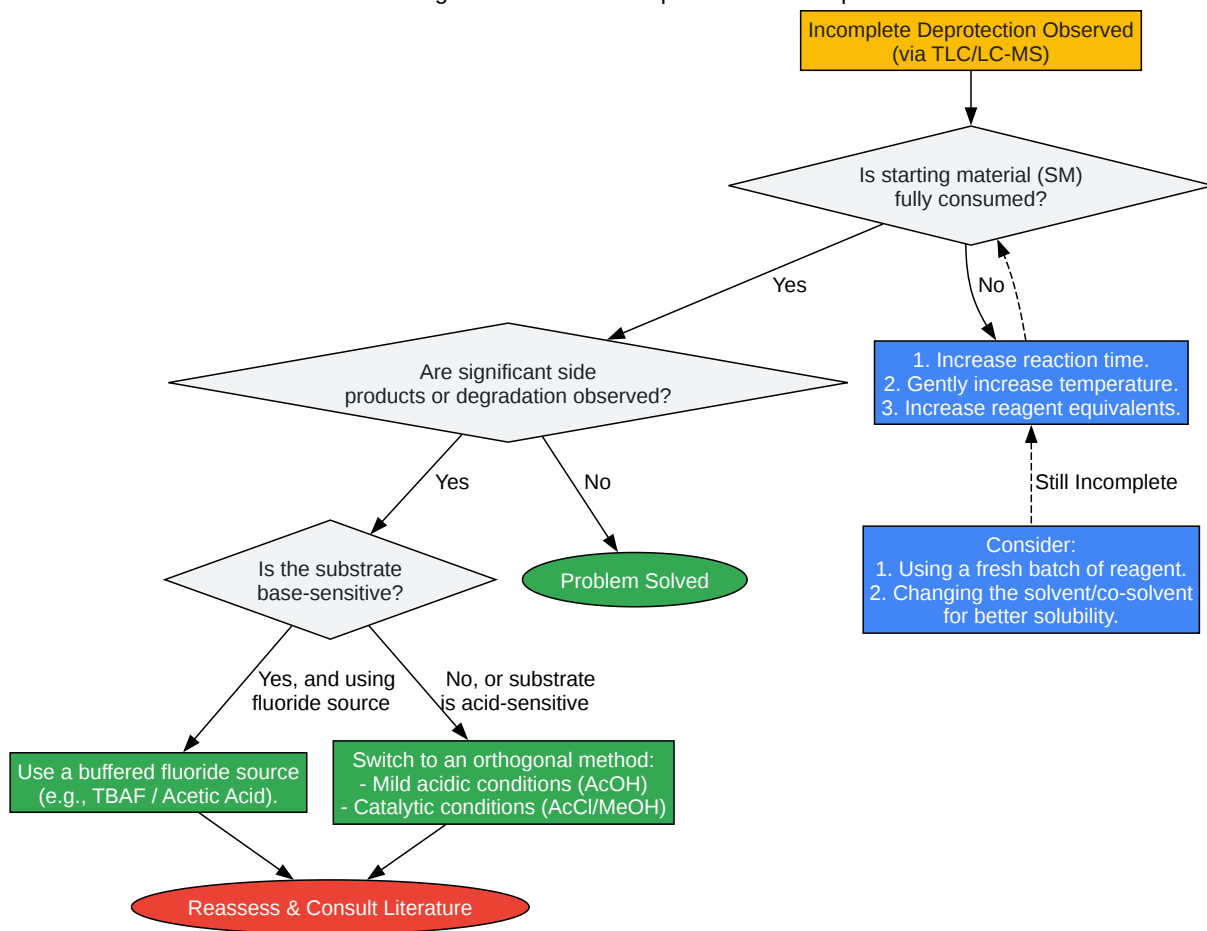 Incomplete Deprotection Observed
(via TLC/LC-MS)
Is starting material (SM)
fully consumed?
Yes
No
Are significant side
products or degradation observed?
1. Increase reaction time.
2. Gently increase temperature.
3. Increase reagent equivalents.
Yes
No
Still Incomplete
Is the substrate
base-sensitive?
Problem Solved
Consider:
1. Using a fresh batch of reagent.
2. Changing the solvent/co-solvent
for better solubility.
Yes, and using
fluoride source
No, or substrate
is acid-sensitive
Use a buffered fluoride source
(e.g., TBAF / Acetic Acid).
Switch to an orthogonal method:
- Mild acidic conditions (AcOH)
- Catalytic conditions (AcCl/MeOH)
Reassess & Consult Literature